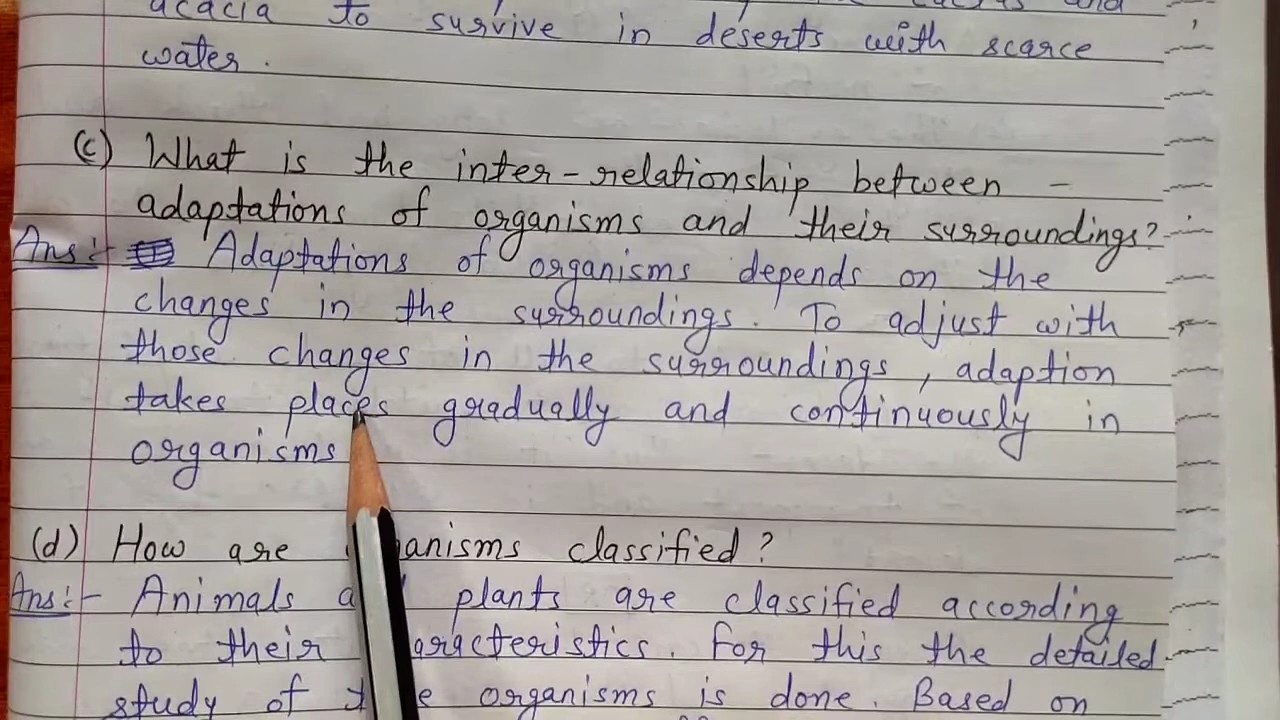 acacia to survive in deserts with scarce
water.
(c) What is the inter-relationship between -
adaptations of organisms and their surroundings?
Ans:- Adaptations of organisms depends on the
changes in the surroundings. To adjust with
those changes in the surroundings, adaption
takes places gradually and continuously in
organisms
(d) How are anisms classified?
Ans:- Animals a plants are classified according
to their aracteristics. For this the detailed
study of organisms is done. Based on